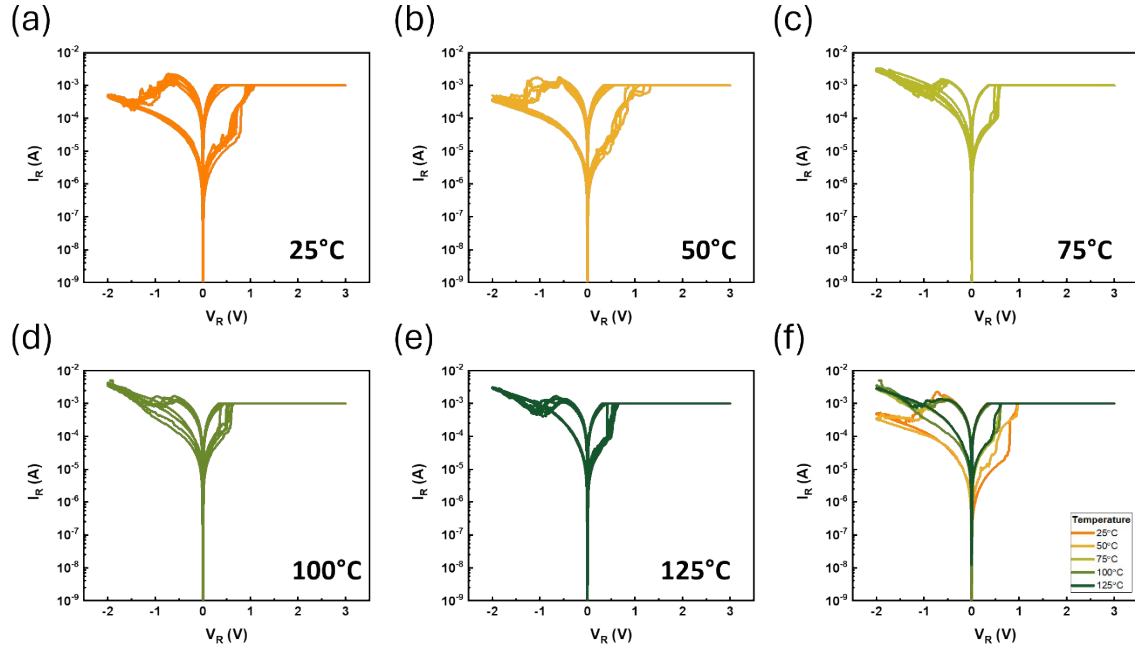 (a)
10⁻²
10⁻³
10⁻⁴
10⁻⁵
10⁻⁶
10⁻⁷
10⁻⁸
10⁻⁹
I_R (A)
-2 -1 0 1 2 3
V_R (V)
25°C
(b)
10⁻²
10⁻³
10⁻⁴
10⁻⁵
10⁻⁶
10⁻⁷
10⁻⁸
10⁻⁹
I_R (A)
-2 -1 0 1 2 3
V_R (V)
50°C
(c)
10⁻²
10⁻³
10⁻⁴
10⁻⁵
10⁻⁶
10⁻⁷
10⁻⁸
10⁻⁹
I_R (A)
-2 -1 0 1 2 3
V_R (V)
75°C
(d)
10⁻²
10⁻³
10⁻⁴
10⁻⁵
10⁻⁶
10⁻⁷
10⁻⁸
10⁻⁹
I_R (A)
-2 -1 0 1 2 3
V_R (V)
100°C
(e)
10⁻²
10⁻³
10⁻⁴
10⁻⁵
10⁻⁶
10⁻⁷
10⁻⁸
10⁻⁹
I_R (A)
-2 -1 0 1 2 3
V_R (V)
125°C
(f)
10⁻²
10⁻³
10⁻⁴
10⁻⁵
10⁻⁶
10⁻⁷
10⁻⁸
10⁻⁹
I_R (A)
-2 -1 0 1 2 3
V_R (V)
Temperature
25°C
50°C
75°C
100°C
125°C